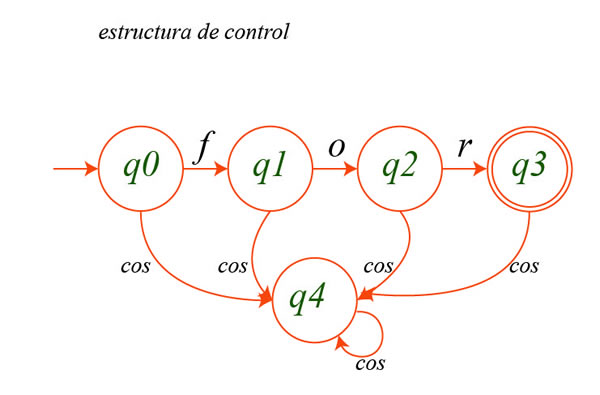 estructura de control
f o r
q0 q1 q2 q3
cos cos cos cos
q4
cos